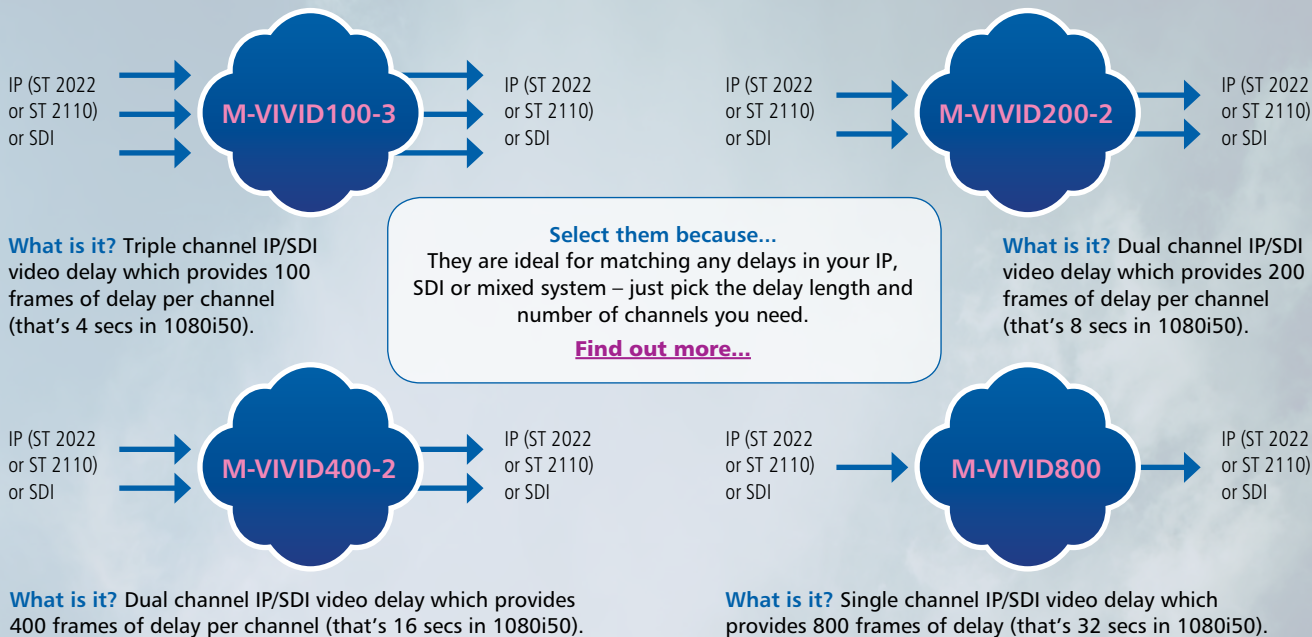 IP (ST 2022
or ST 2110)
or SDI
M-VIVID100-3
IP (ST 2022
or ST 2110)
or SDI
IP (ST 2022
or ST 2110)
or SDI
M-VIVID200-2
IP (ST 2022
or ST 2110)
or SDI
What is it? Triple channel IP/SDI
video delay which provides 100
frames of delay per channel
(that's 4 secs in 1080i50).
Select them because...
They are ideal for matching any delays in your IP,
SDI or mixed system – just pick the delay length and
number of channels you need.
Find out more...
What is it? Dual channel IP/SDI
video delay which provides 200
frames of delay per channel
(that's 8 secs in 1080i50).
IP (ST 2022
or ST 2110)
or SDI
M-VIVID400-2
IP (ST 2022
or ST 2110)
or SDI
IP (ST 2022
or ST 2110)
or SDI
M-VIVID800
IP (ST 2022
or ST 2110)
or SDI
What is it? Dual channel IP/SDI video delay which provides
400 frames of delay per channel (that's 16 secs in 1080i50).
What is it? Single channel IP/SDI video delay which
provides 800 frames of delay (that's 32 secs in 1080i50).